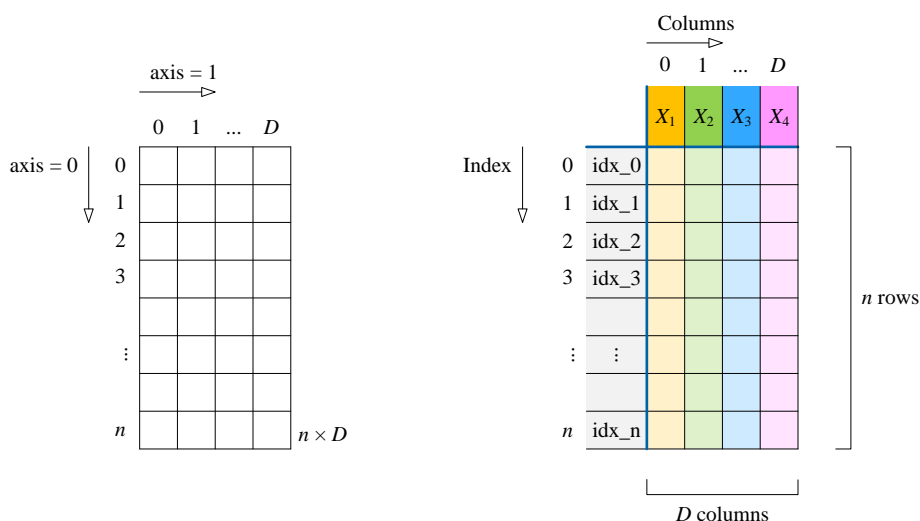 axis = 1
0 1 ... D
axis = 0
0
1
2
3
⋮
n
n × D
Columns
0 1 ... D
X₁ X₂ X₃ X₄
Index
0 idx_0
1 idx_1
2 idx_2
3 idx_3
⋮ ⋮
n idx_n
n rows
D columns